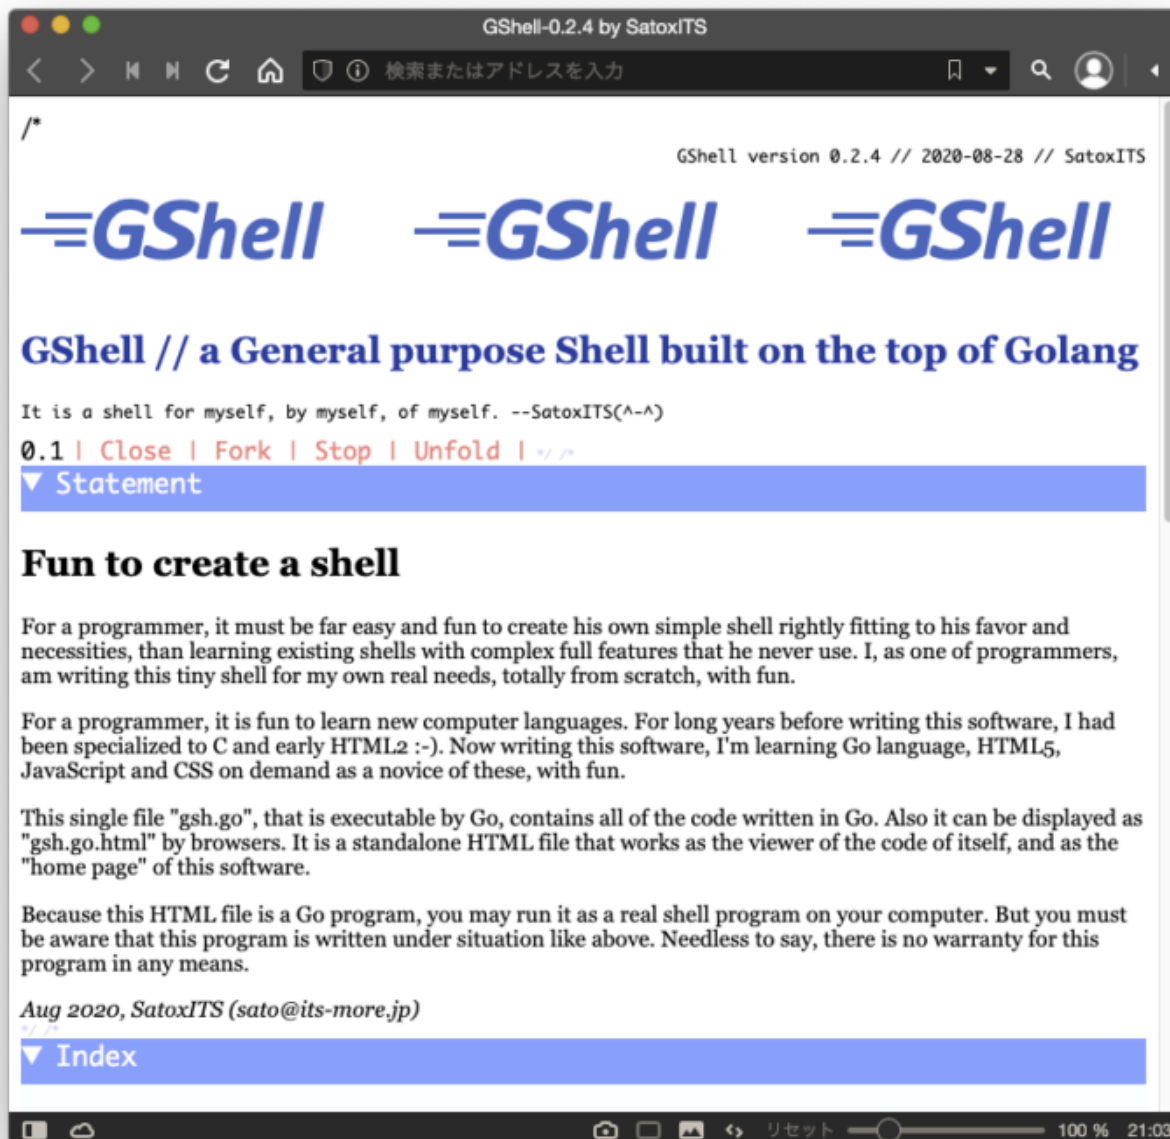 GShell-0.2.4 by SatoxITS
検索またはアドレスを入力
/*
GShell version 0.2.4 // 2020-08-28 // SatoxITS
GShell GShell GShell
GShell // a General purpose Shell built on the top of Golang
It is a shell for myself, by myself, of myself. --SatoxITS(^-^)
0.1 | Close | Fork | Stop | Unfold | */ /*
▼ Statement
Fun to create a shell
For a programmer, it must be far easy and fun to create his own simple shell rightly fitting to his favor and
necessities, than learning existing shells with complex full features that he never use. I, as one of programmers,
am writing this tiny shell for my own real needs, totally from scratch, with fun.
For a programmer, it is fun to learn new computer languages. For long years before writing this software, I had
been specialized to C and early HTML2 :-). Now writing this software, I'm learning Go language, HTML5,
JavaScript and CSS on demand as a novice of these, with fun.
This single file "gsh.go", that is executable by Go, contains all of the code written in Go. Also it can be displayed as
"gsh.go.html" by browsers. It is a standalone HTML file that works as the viewer of the code of itself, and as the
"home page" of this software.
Because this HTML file is a Go program, you may run it as a real shell program on your computer. But you must
be aware that this program is written under situation like above. Needless to say, there is no warranty for this
program in any means.
Aug 2020, SatoxITS (sato@its-more.jp)
*/ /*
▼ Index
リセット 100 % 21:03